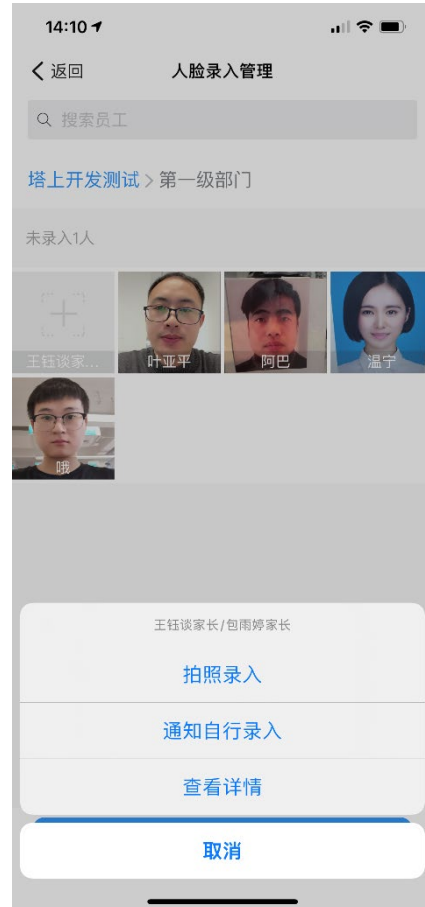 14:10
返回 人脸录入管理
搜索员工
塔上开发测试 > 第一级部门
未录入1人
王钰谈家... 叶亚平 阿巴 温宁
哦
王钰谈家长/包雨婷家长
拍照录入
通知自行录入
查看详情
取消